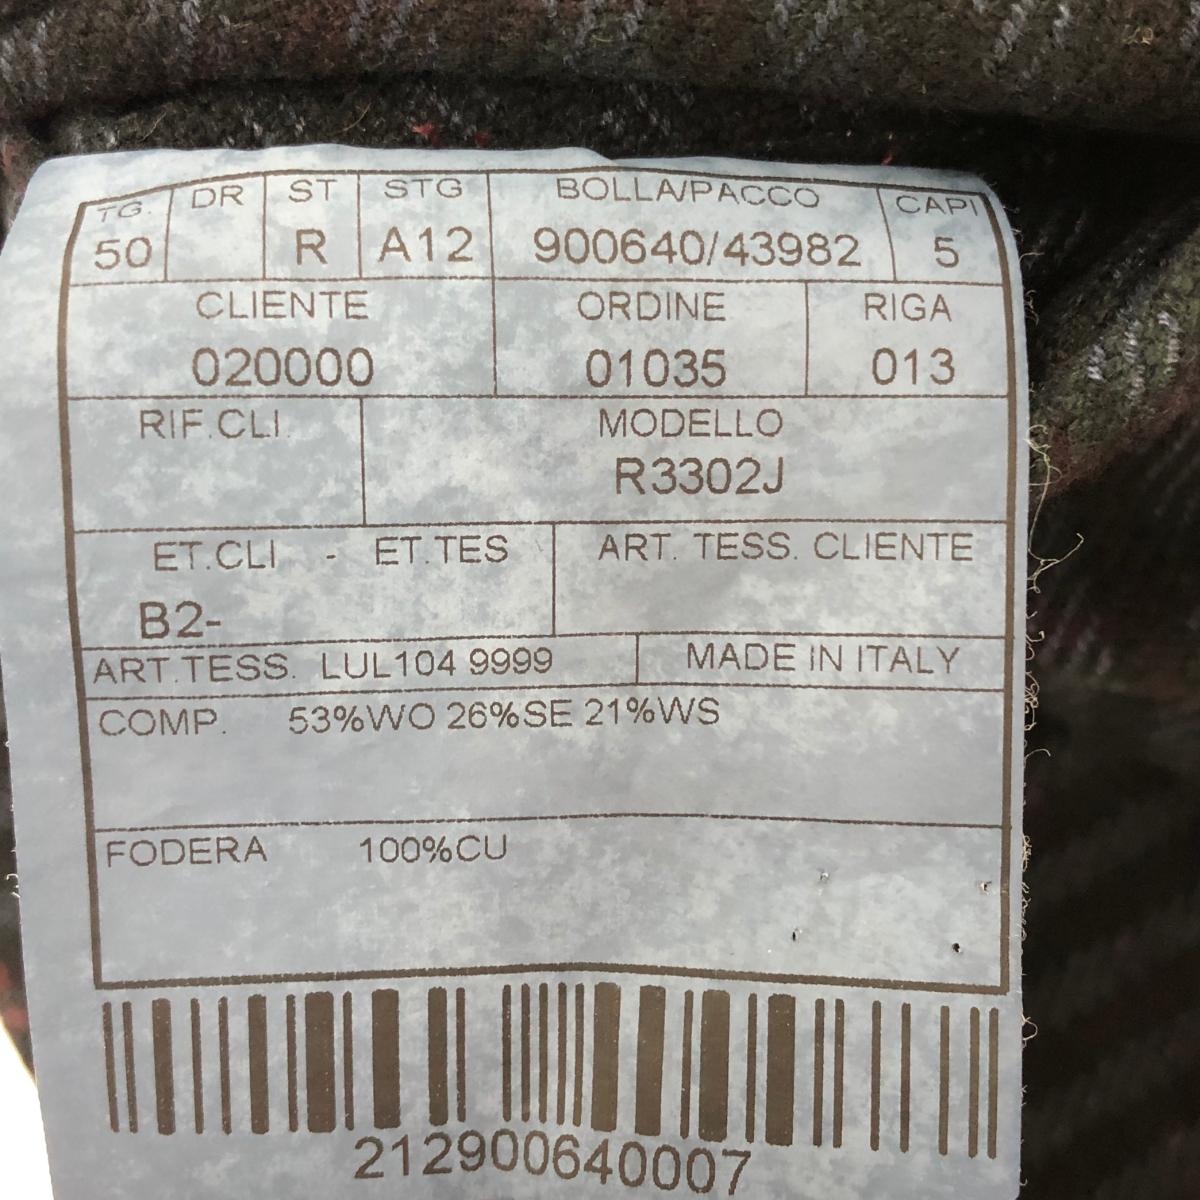 TG. DR ST STG BOLLA/PACCO CAPI
50 R A12 900640/43982 5
CLIENTE ORDINE RIGA
020000 01035 013
RIF.CLI. MODELLO
R3302J
ET.CLI - ET.TES ART. TESS. CLIENTE
B2-
ART.TESS. LUL104 9999 MADE IN ITALY
COMP. 53%WO 26%SE 21%WS
FODERA 100%CU
212900640007